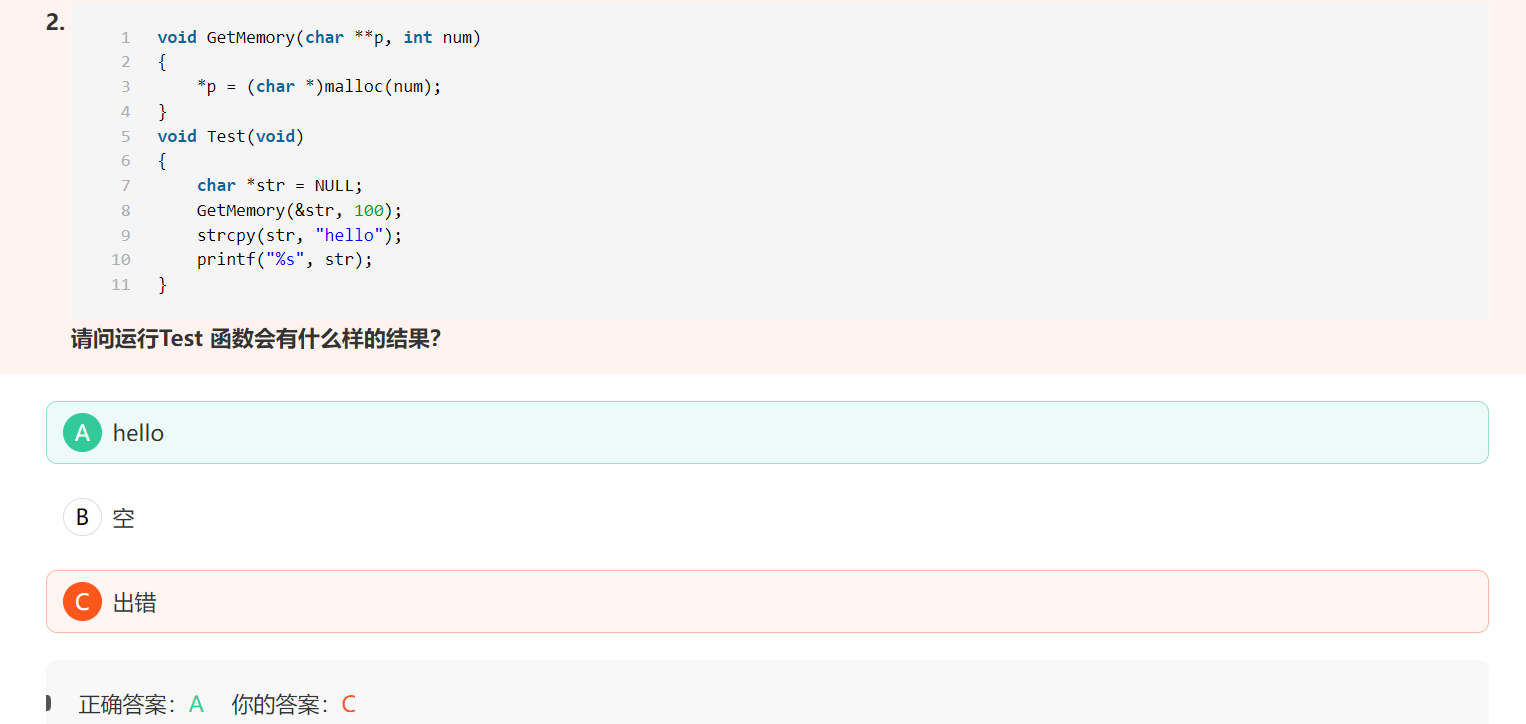 2.
1 void GetMemory(char **p, int num)
2 {
3     *p = (char *)malloc(num);
4 }
5 void Test(void)
6 {
7     char *str = NULL;
8     GetMemory(&str, 100);
9     strcpy(str, "hello");
10     printf("%s", str);
11 }
请问运行Test 函数会有什么样的结果？
A hello
B 空
C 出错
正确答案：A 你的答案：C